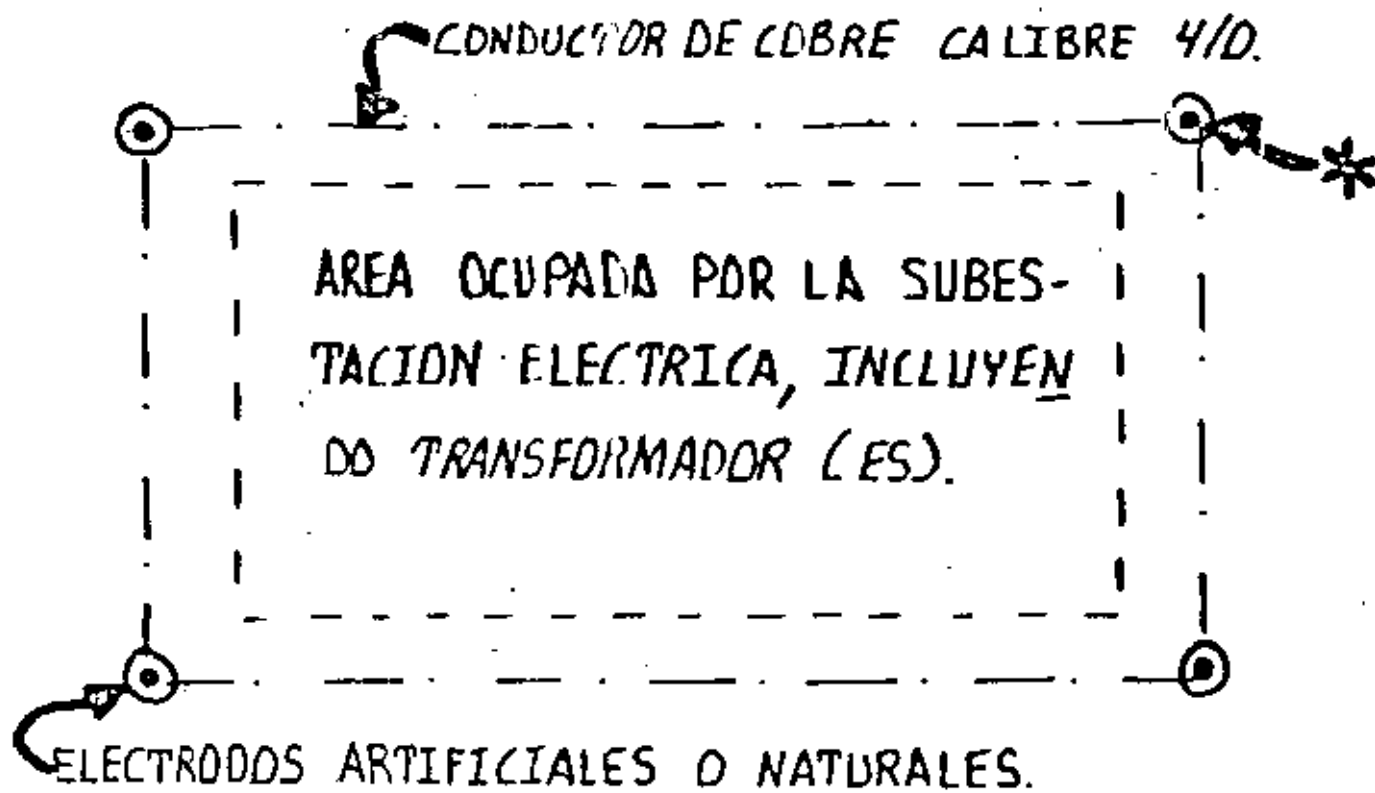 CONDUCTOR DE COBRE CALIBRE 4/0.
*
AREA OCUPADA POR LA SUBES-
TACION ELECTRICA, INCLUYEN
DO TRANSFORMADOR (ES).
ELECTRODOS ARTIFICIALES O NATURALES.